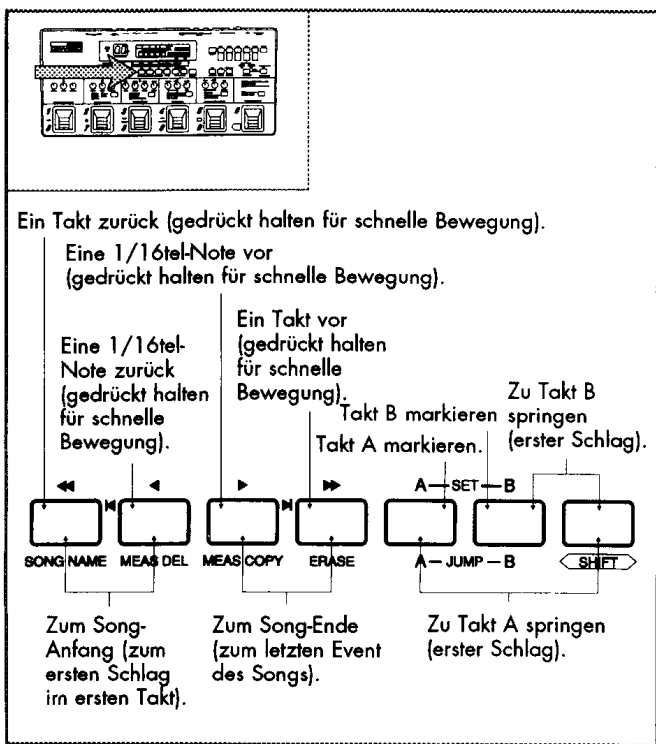 Ein Takt zurück (gedrückt halten für schnelle Bewegung).
Eine 1/16tel-Note vor
(gedrückt halten für schnelle Bewegung).
Ein Takt vor
(gedrückt halten
für schnelle
Bewegung).
Eine 1/16tel-
Note zurück
(gedrückt halten
für schnelle
Bewegung).
Zu Takt B
springen
(erster Schlag).
Takt B markieren
Takt A markieren.
A — SET — B
SONG NAME MEAS DEL MEAS COPY ERASE A — JUMP — B SHIFT
Zum Song-
Anfang (zum
ersten Schlag
im ersten Takt).
Zum Song-Ende
(zum letzten Event
des Songs).
Zu Takt A springen
(erster Schlag).